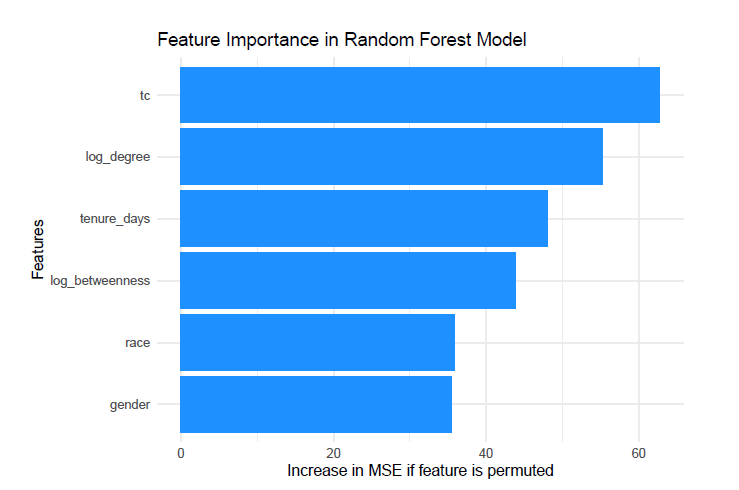 Feature Importance in Random Forest Model
Features
tc
log_degree
tenure_days
log_betweenness
race
gender
0 20 40 60
Increase in MSE if feature is permuted